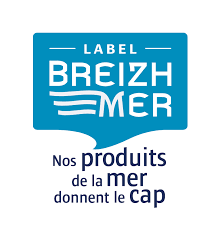 LABEL
BREIZH
MER
Nos produits
de la mer
donnent le cap